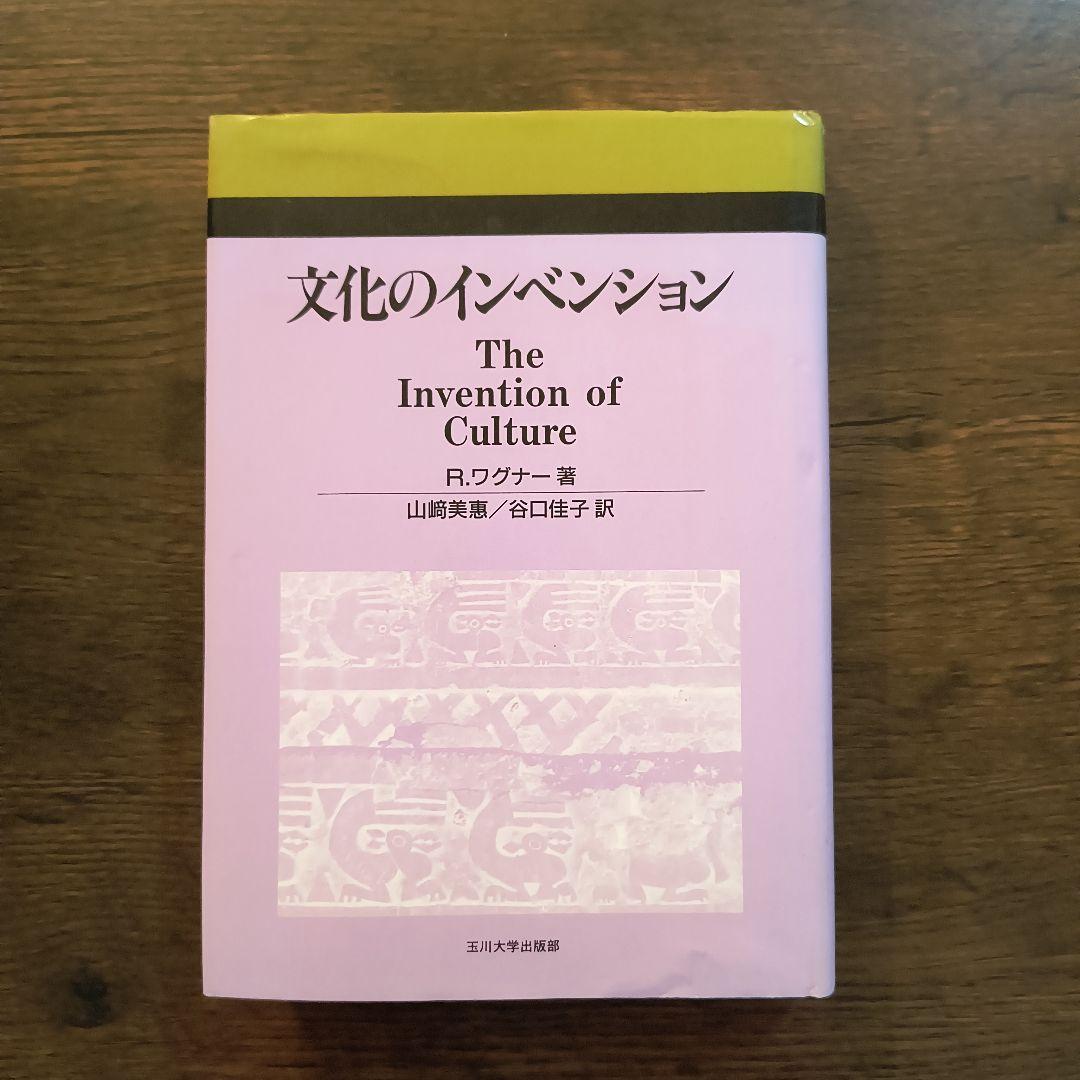 文化のインベンション
The
Invention of
Culture
R.ワグナー 著
山﨑美惠／谷口佳子 訳
玉川大学出版部